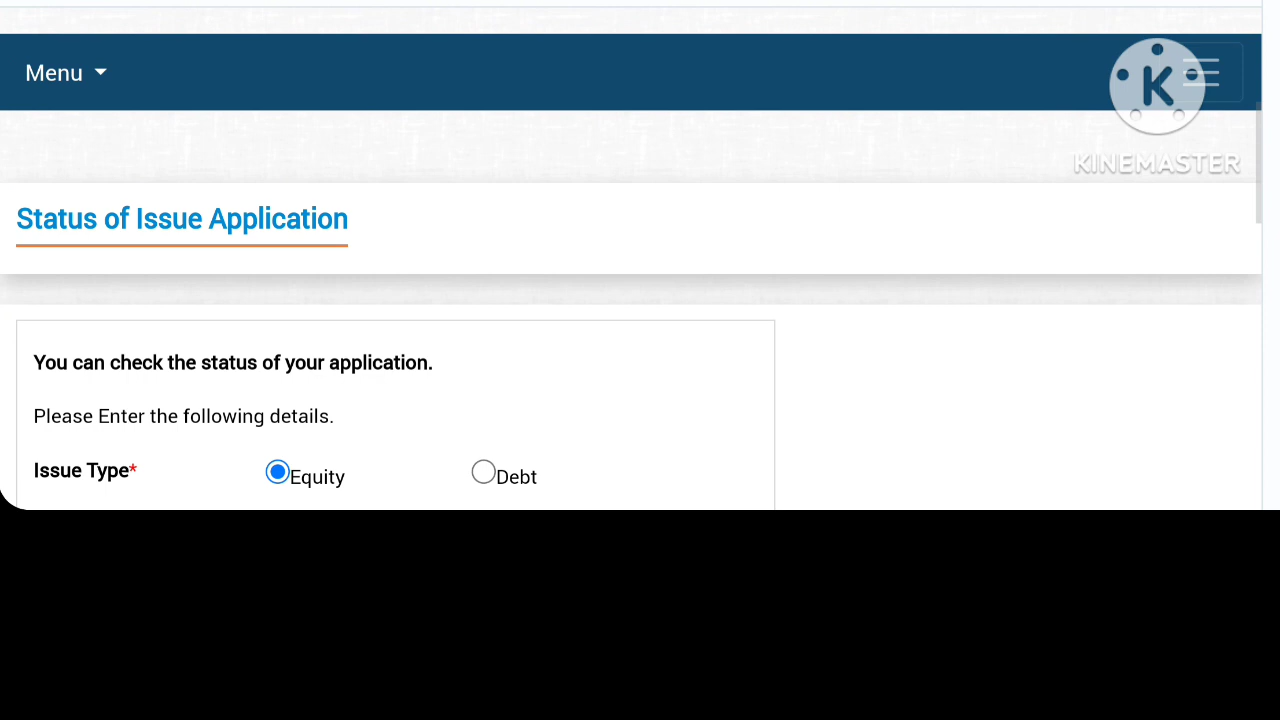 Menu
K
KINEMASTER
Status of Issue Application
You can check the status of your application.
Please Enter the following details.
Issue Type*
Equity
Debt